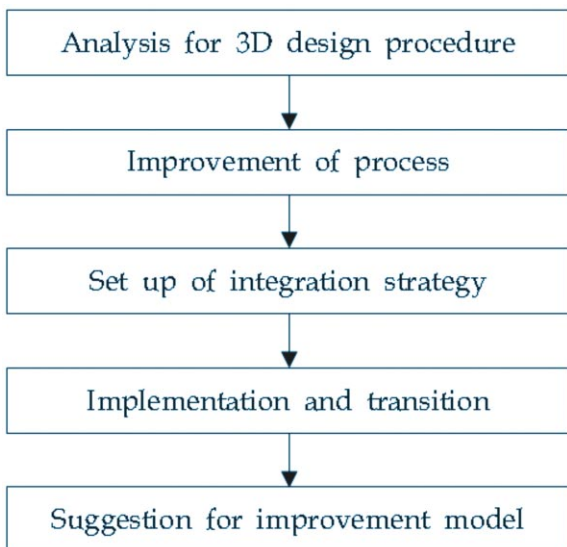 Analysis for 3D design procedure
Improvement of process
Set up of integration strategy
Implementation and transition
Suggestion for improvement model